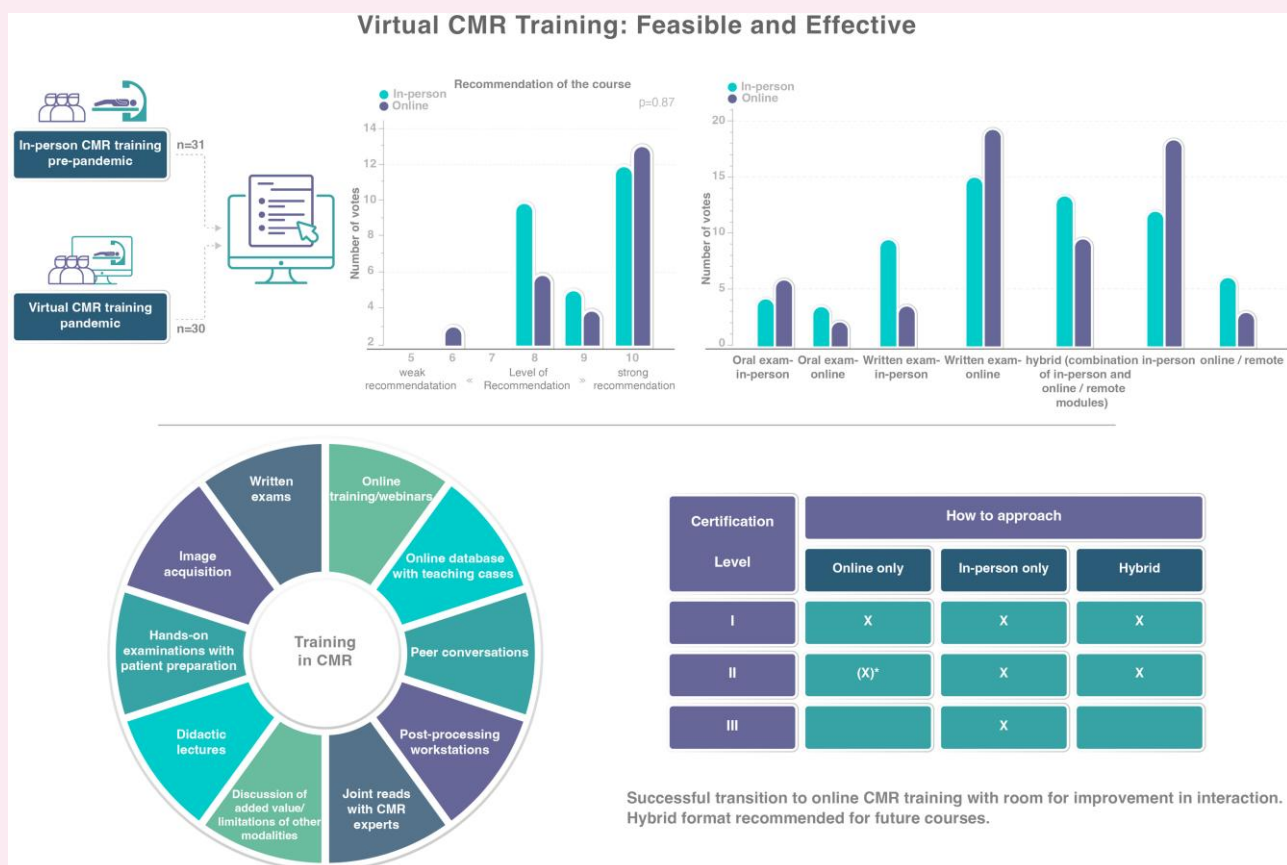 Virtual CMR Training: Feasible and Effective
In-person CMR training
pre-pandemic
n=31
Virtual CMR training
pandemic
n=30
Recommendation of the course
In-person
Online
p=0.87
Number of votes
14
12
10
8
6
4
2
5
6
7
8
9
10
weak
recommendatation
«
Level of
Recommendation
»
strong
recommendation
In-person
Online
Number of votes
20
15
10
5
0
Oral exam-
in-person
Oral exam-
online
Written exam-
in-person
Written exam-
online
hybrid (combination
of in-person and
online / remote
modules)
in-person
online / remote
Training
in CMR
Online
training/webinars
Online database
with teaching cases
Peer conversations
Post-processing
workstations
Joint reads
with CMR
experts
Discussion of
added value/
limitations of other
modalities
Didactic
lectures
Hands-on
examinations with
patient preparation
Image
acquisition
Written
exams
Certification
Level
How to approach
Online only
In-person only
Hybrid
I
X
X
X
II
(X)*
X
X
III
X
Successful transition to online CMR training with room for improvement in interaction.
Hybrid format recommended for future courses.